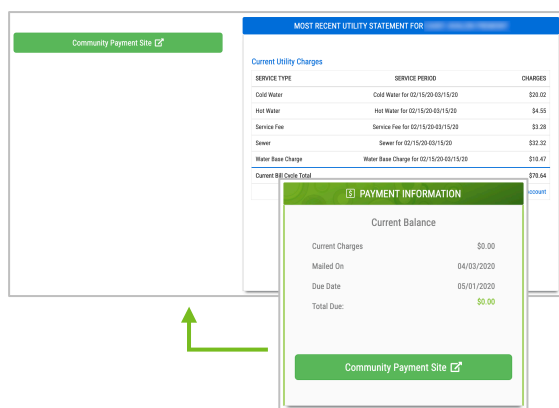 MOST RECENT UTILITY STATEMENT FOR
Community Payment Site
Current Utility Charges
SERVICE TYPE SERVICE PERIOD CHARGES
Cold Water Cold Water for 02/15/20-03/15/20 $20.02
Hot Water Hot Water for 02/15/20-03/15/20 $4.55
Service Fee Service Fee for 02/15/20-03/15/20 $3.28
Sewer Sewer for 02/15/20-03/15/20 $32.32
Water Base Charge Water Base Charge for 02/15/20-03/15/20 $10.47
Current Bill Cycle Total $70.64
PAYMENT INFORMATION
Current Balance
Current Charges $0.00
Mailed On 04/03/2020
Due Date 05/01/2020
Total Due: $0.00
Community Payment Site